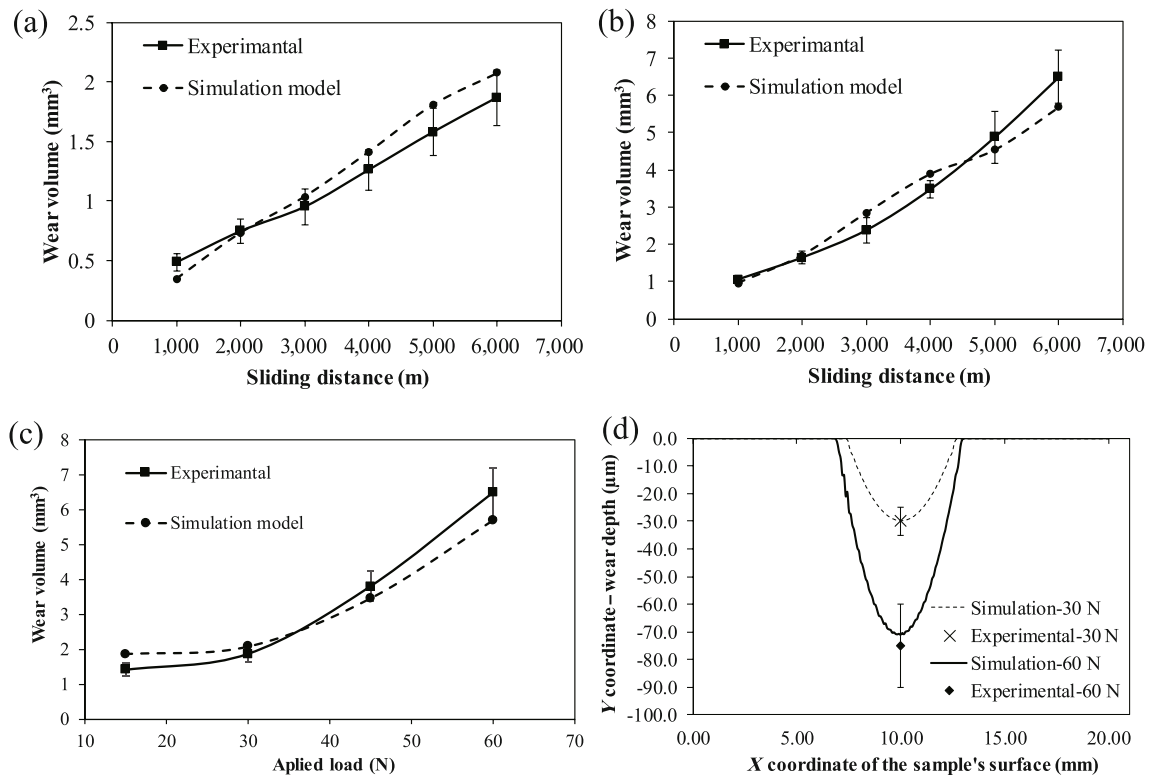 (a)
2.5
2
1.5
1
0.5
0
Wear volume (mm³)
Experimantal
Simulation model
0 1,000 2,000 3,000 4,000 5,000 6,000 7,000
Sliding distance (m)
(b)
8
7
6
5
4
3
2
1
0
Wear volume (mm³)
Experimantal
Simulation model
0 1,000 2,000 3,000 4,000 5,000 6,000 7,000
Sliding distance (m)
(c)
8
7
6
5
4
3
2
1
0
Wear volume (mm³)
Experimantal
Simulation model
10 20 30 40 50 60 70
Aplied load (N)
(d)
0.0
-10.0
-20.0
-30.0
-40.0
-50.0
-60.0
-70.0
-80.0
-90.0
-100.0
Y coordinate–wear depth (µm)
Simulation-30 N
Experimental-30 N
Simulation-60 N
Experimental-60 N
0.00 5.00 10.00 15.00 20.00
X coordinate of the sample's surface (mm)